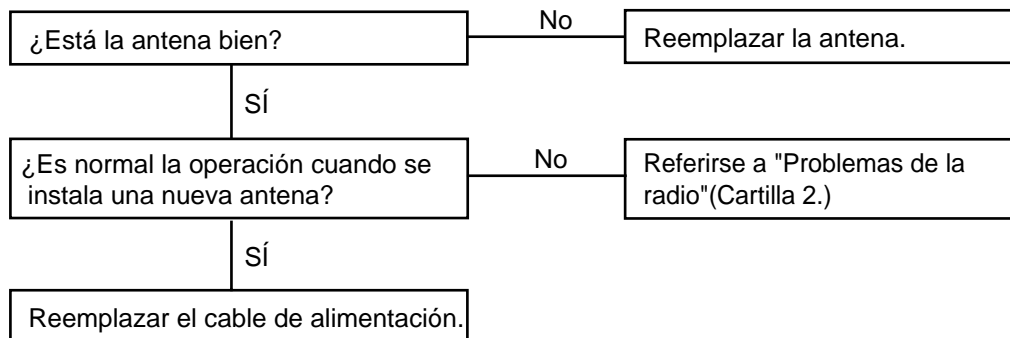 ¿Está la antena bien?
No
Reemplazar la antena.
SÍ
¿Es normal la operación cuando se
instala una nueva antena?
No
Referirse a "Problemas de la
radio"(Cartilla 2.)
SÍ
Reemplazar el cable de alimentación.